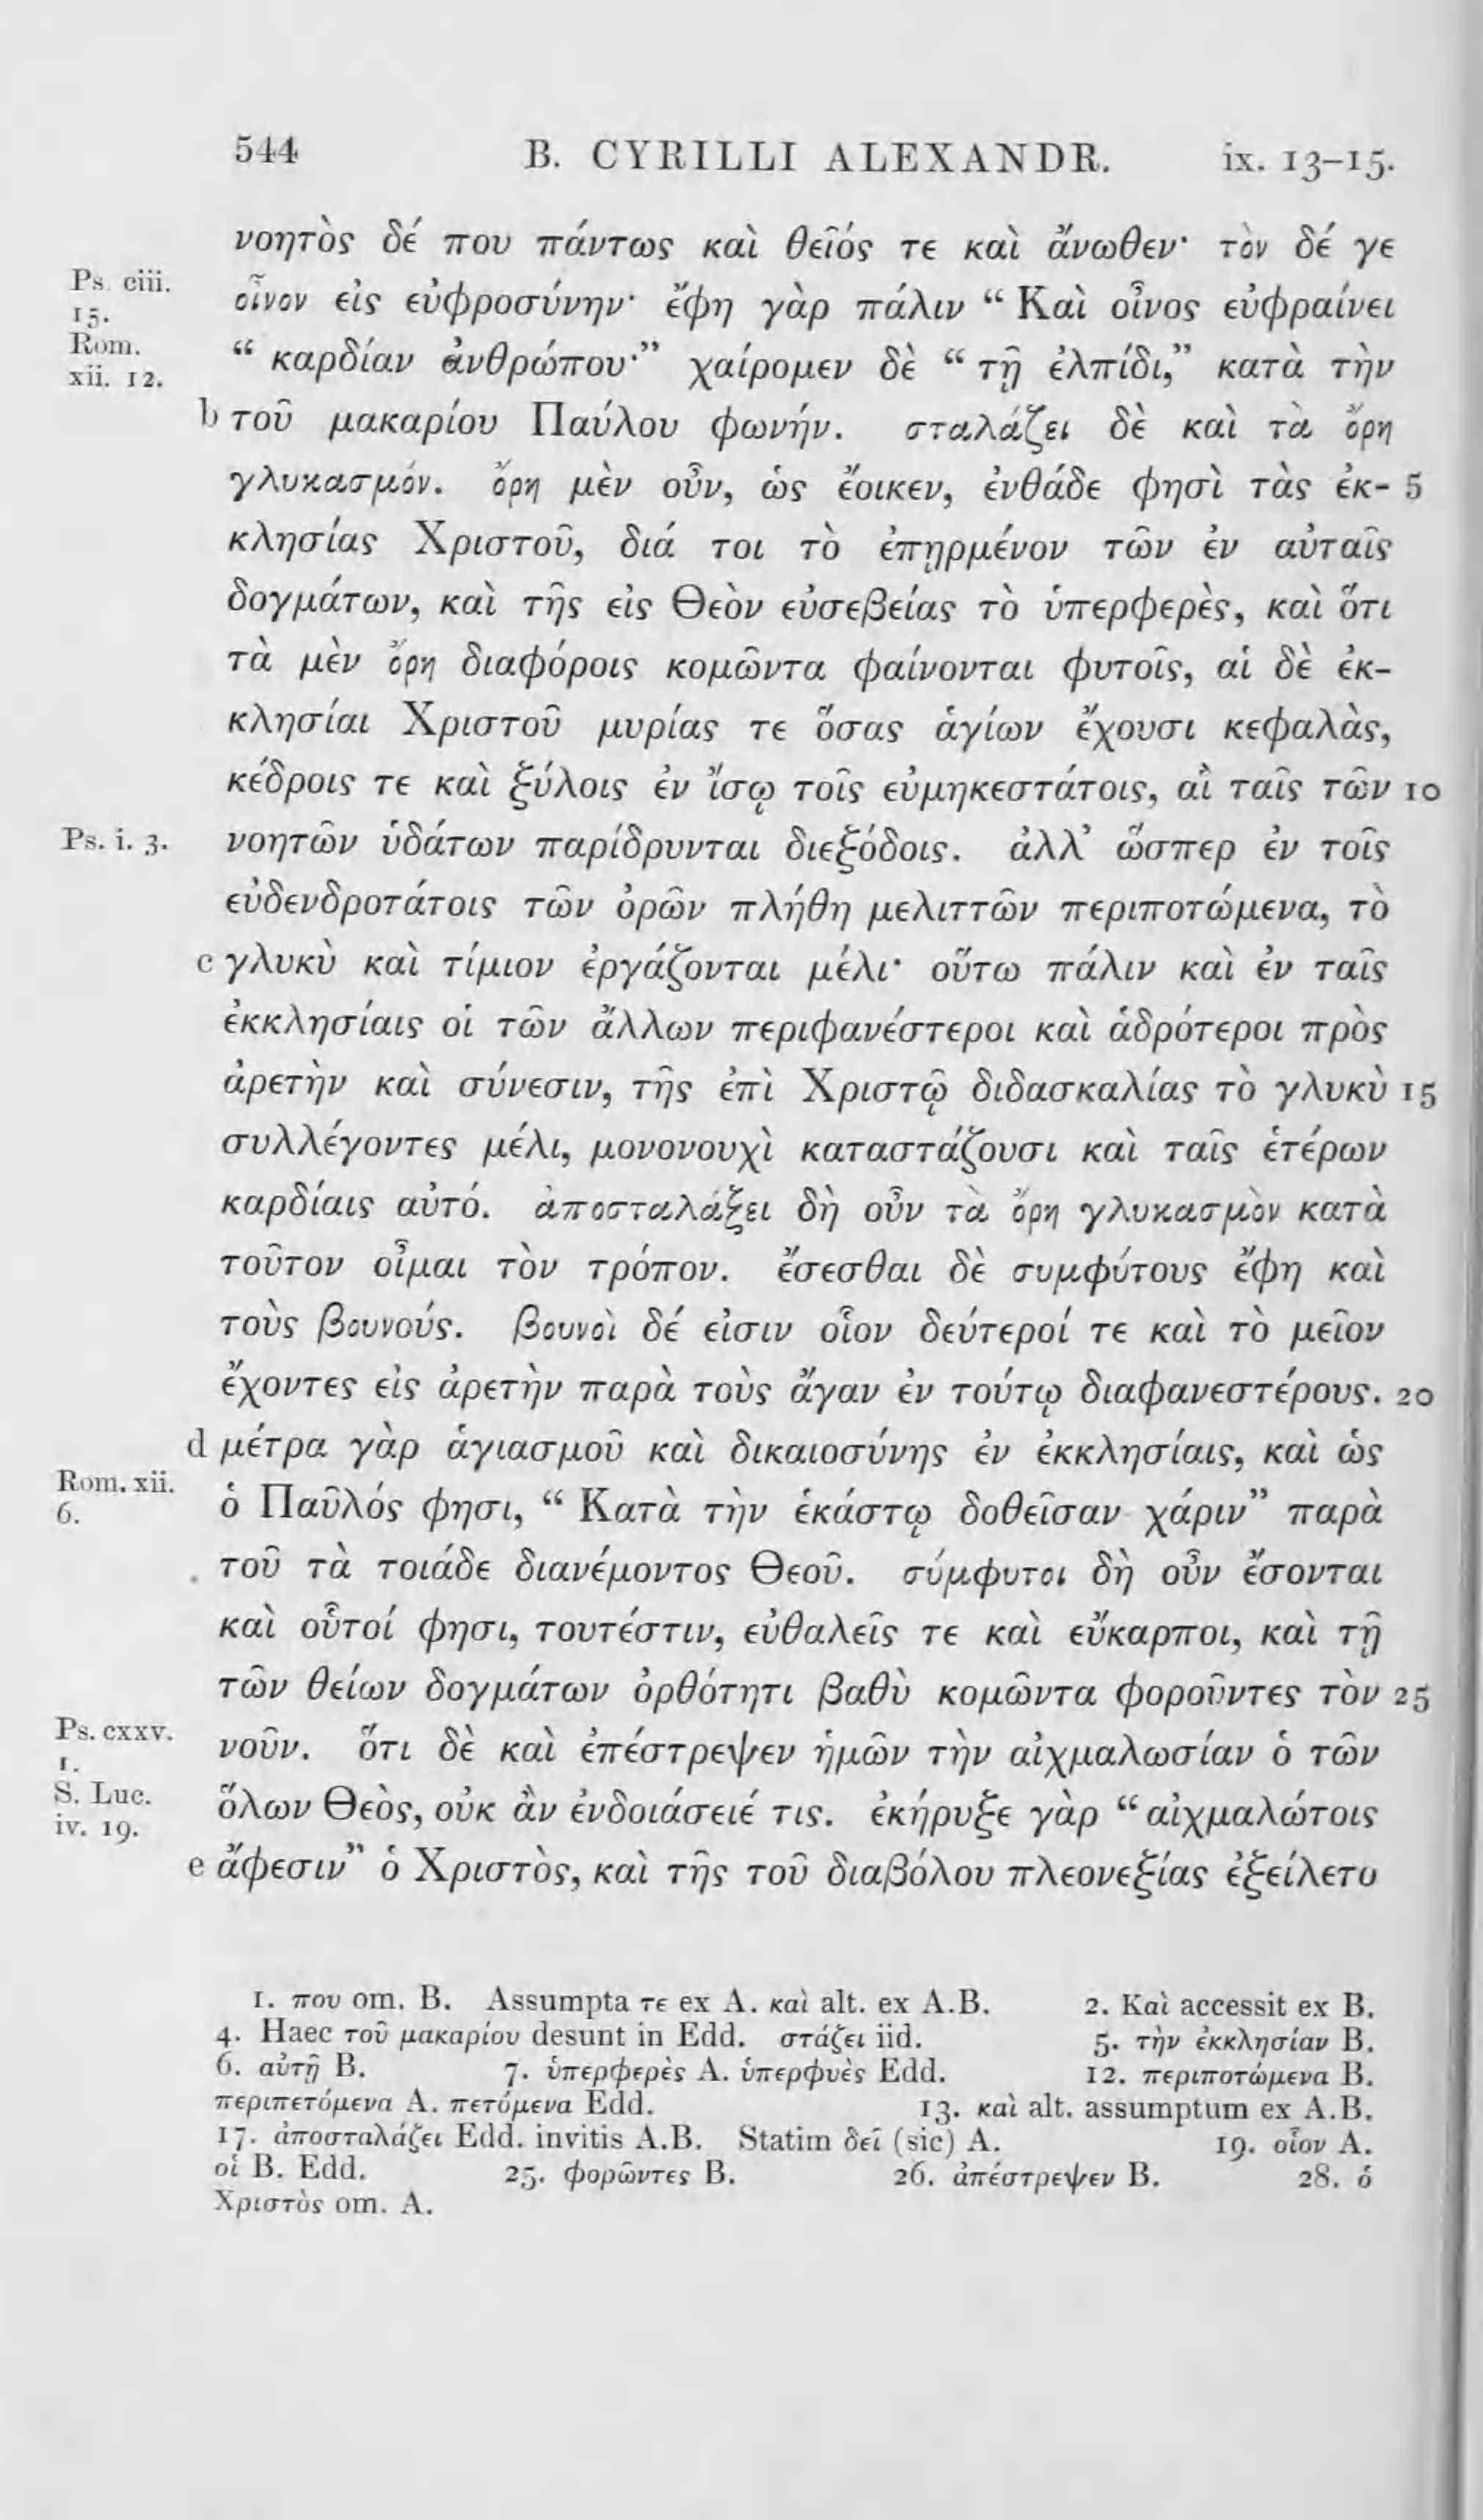 544 B. CYRILLI ALEXANDR. ix. 13–15.
νοητὸς δέ που πάντως καὶ θεῖός τε καὶ ἄνωθεν· τὸν δέ γε
Ps. ciii. 15.
οἶνον εἰς εὐφροσύνην· ἔφη γὰρ πάλιν “ Καὶ οἶνος εὐφραίνει
Rom. xii. 12.
“ καρδίαν ἀνθρώπου·” χαίρομεν δὲ “ τῇ ἐλπίδι,” κατὰ τὴν
b τοῦ μακαρίου Παύλου φωνήν. σταλάζει δὲ καὶ τὰ ὄρη
γλυκασμόν. ὄρη μὲν οὖν, ὡς ἔοικεν, ἐνθάδε φησὶ τὰς ἐκ- 5
κλησίας Χριστοῦ, διά τοι τὸ ἐπῃρμένον τῶν ἐν αὐταῖς
δογμάτων, καὶ τῆς εἰς Θεὸν εὐσεβείας τὸ ὑπερφερὲς, καὶ ὅτι
τὰ μὲν ὄρη διαφόροις κομῶντα φαίνονται φυτοῖς, αἱ δὲ ἐκ-
κλησίαι Χριστοῦ μυρίας τε ὅσας ἁγίων ἔχουσι κεφαλὰς,
κέδροις τε καὶ ξύλοις ἐν ἴσῳ τοῖς εὐμηκεστάτοις, αἳ ταῖς τῶν 10
Ps. i. 3. νοητῶν ὑδάτων παρίδρυνται διεξόδοις. ἀλλ’ ὥσπερ ἐν τοῖς
εὐδενδροτάτοις τῶν ὀρῶν πλήθη μελιττῶν περιποτώμενα, τὸ
c γλυκὺ καὶ τίμιον ἐργάζονται μέλι· οὕτω πάλιν καὶ ἐν ταῖς
ἐκκλησίαις οἱ τῶν ἄλλων περιφανέστεροι καὶ ἁδρότεροι πρὸς
ἀρετὴν καὶ σύνεσιν, τῆς ἐπὶ Χριστῷ διδασκαλίας τὸ γλυκὺ 15
συλλέγοντες μέλι, μονονουχὶ καταστάζουσι καὶ ταῖς ἑτέρων
καρδίαις αὐτό. ἀποσταλάξει δὴ οὖν τὰ ὄρη γλυκασμὸν κατὰ
τοῦτον οἶμαι τὸν τρόπον. ἔσεσθαι δὲ συμφύτους ἔφη καὶ
τοὺς βουνούς. βουνοὶ δέ εἰσιν οἷον δεύτεροί τε καὶ τὸ μεῖον
ἔχοντες εἰς ἀρετὴν παρὰ τοὺς ἄγαν ἐν τούτῳ διαφανεστέρους. 20
d μέτρα γὰρ ἁγιασμοῦ καὶ δικαιοσύνης ἐν ἐκκλησίαις, καὶ ὡς
Rom. xii. 6.
ὁ Παῦλός φησι, “ Κατὰ τὴν ἑκάστῳ δοθεῖσαν χάριν” παρὰ
τοῦ τὰ τοιάδε διανέμοντος Θεοῦ. σύμφυτοι δὴ οὖν ἔσονται
καὶ οὗτοί φησι, τουτέστιν, εὐθαλεῖς τε καὶ εὔκαρποι, καὶ τῇ
τῶν θείων δογμάτων ὀρθότητι βαθὺ κομῶντα φοροῦντες τὸν 25
Ps. cxxv. 1.
νοῦν. ὅτι δὲ καὶ ἐπέστρεψεν ἡμῶν τὴν αἰχμαλωσίαν ὁ τῶν
S. Luc. iv. 19.
ὅλων Θεὸς, οὐκ ἂν ἐνδοιάσειέ τις. ἐκήρυξε γὰρ “ αἰχμαλώτοις
e ἄφεσιν” ὁ Χριστὸς, καὶ τῆς τοῦ διαβόλου πλεονεξίας ἐξείλετο
1. που om. B. Assumpta τε ex A. καὶ alt. ex A.B. 2. Καὶ accessit ex B.
4. Haec τοῦ μακαρίου desunt in Edd. στάζει iid. 5. τὴν ἐκκλησίαν B.
6. αὐτῇ B. 7. ὑπερφερὲς A. ὑπερφυὲς Edd. 12. περιποτώμενα B.
περιπετόμενα A. πετόμενα Edd. 13. καὶ alt. assumptum ex A.B.
17. ἀποσταλάζει Edd. invitis A.B. Statim δεῖ (sic) A. 19. οἷον A.
οἱ B. Edd. 25. φορῶντες B. 26. ἀπέστρεψεν B. 28. ὁ
Χριστὸς om. A.